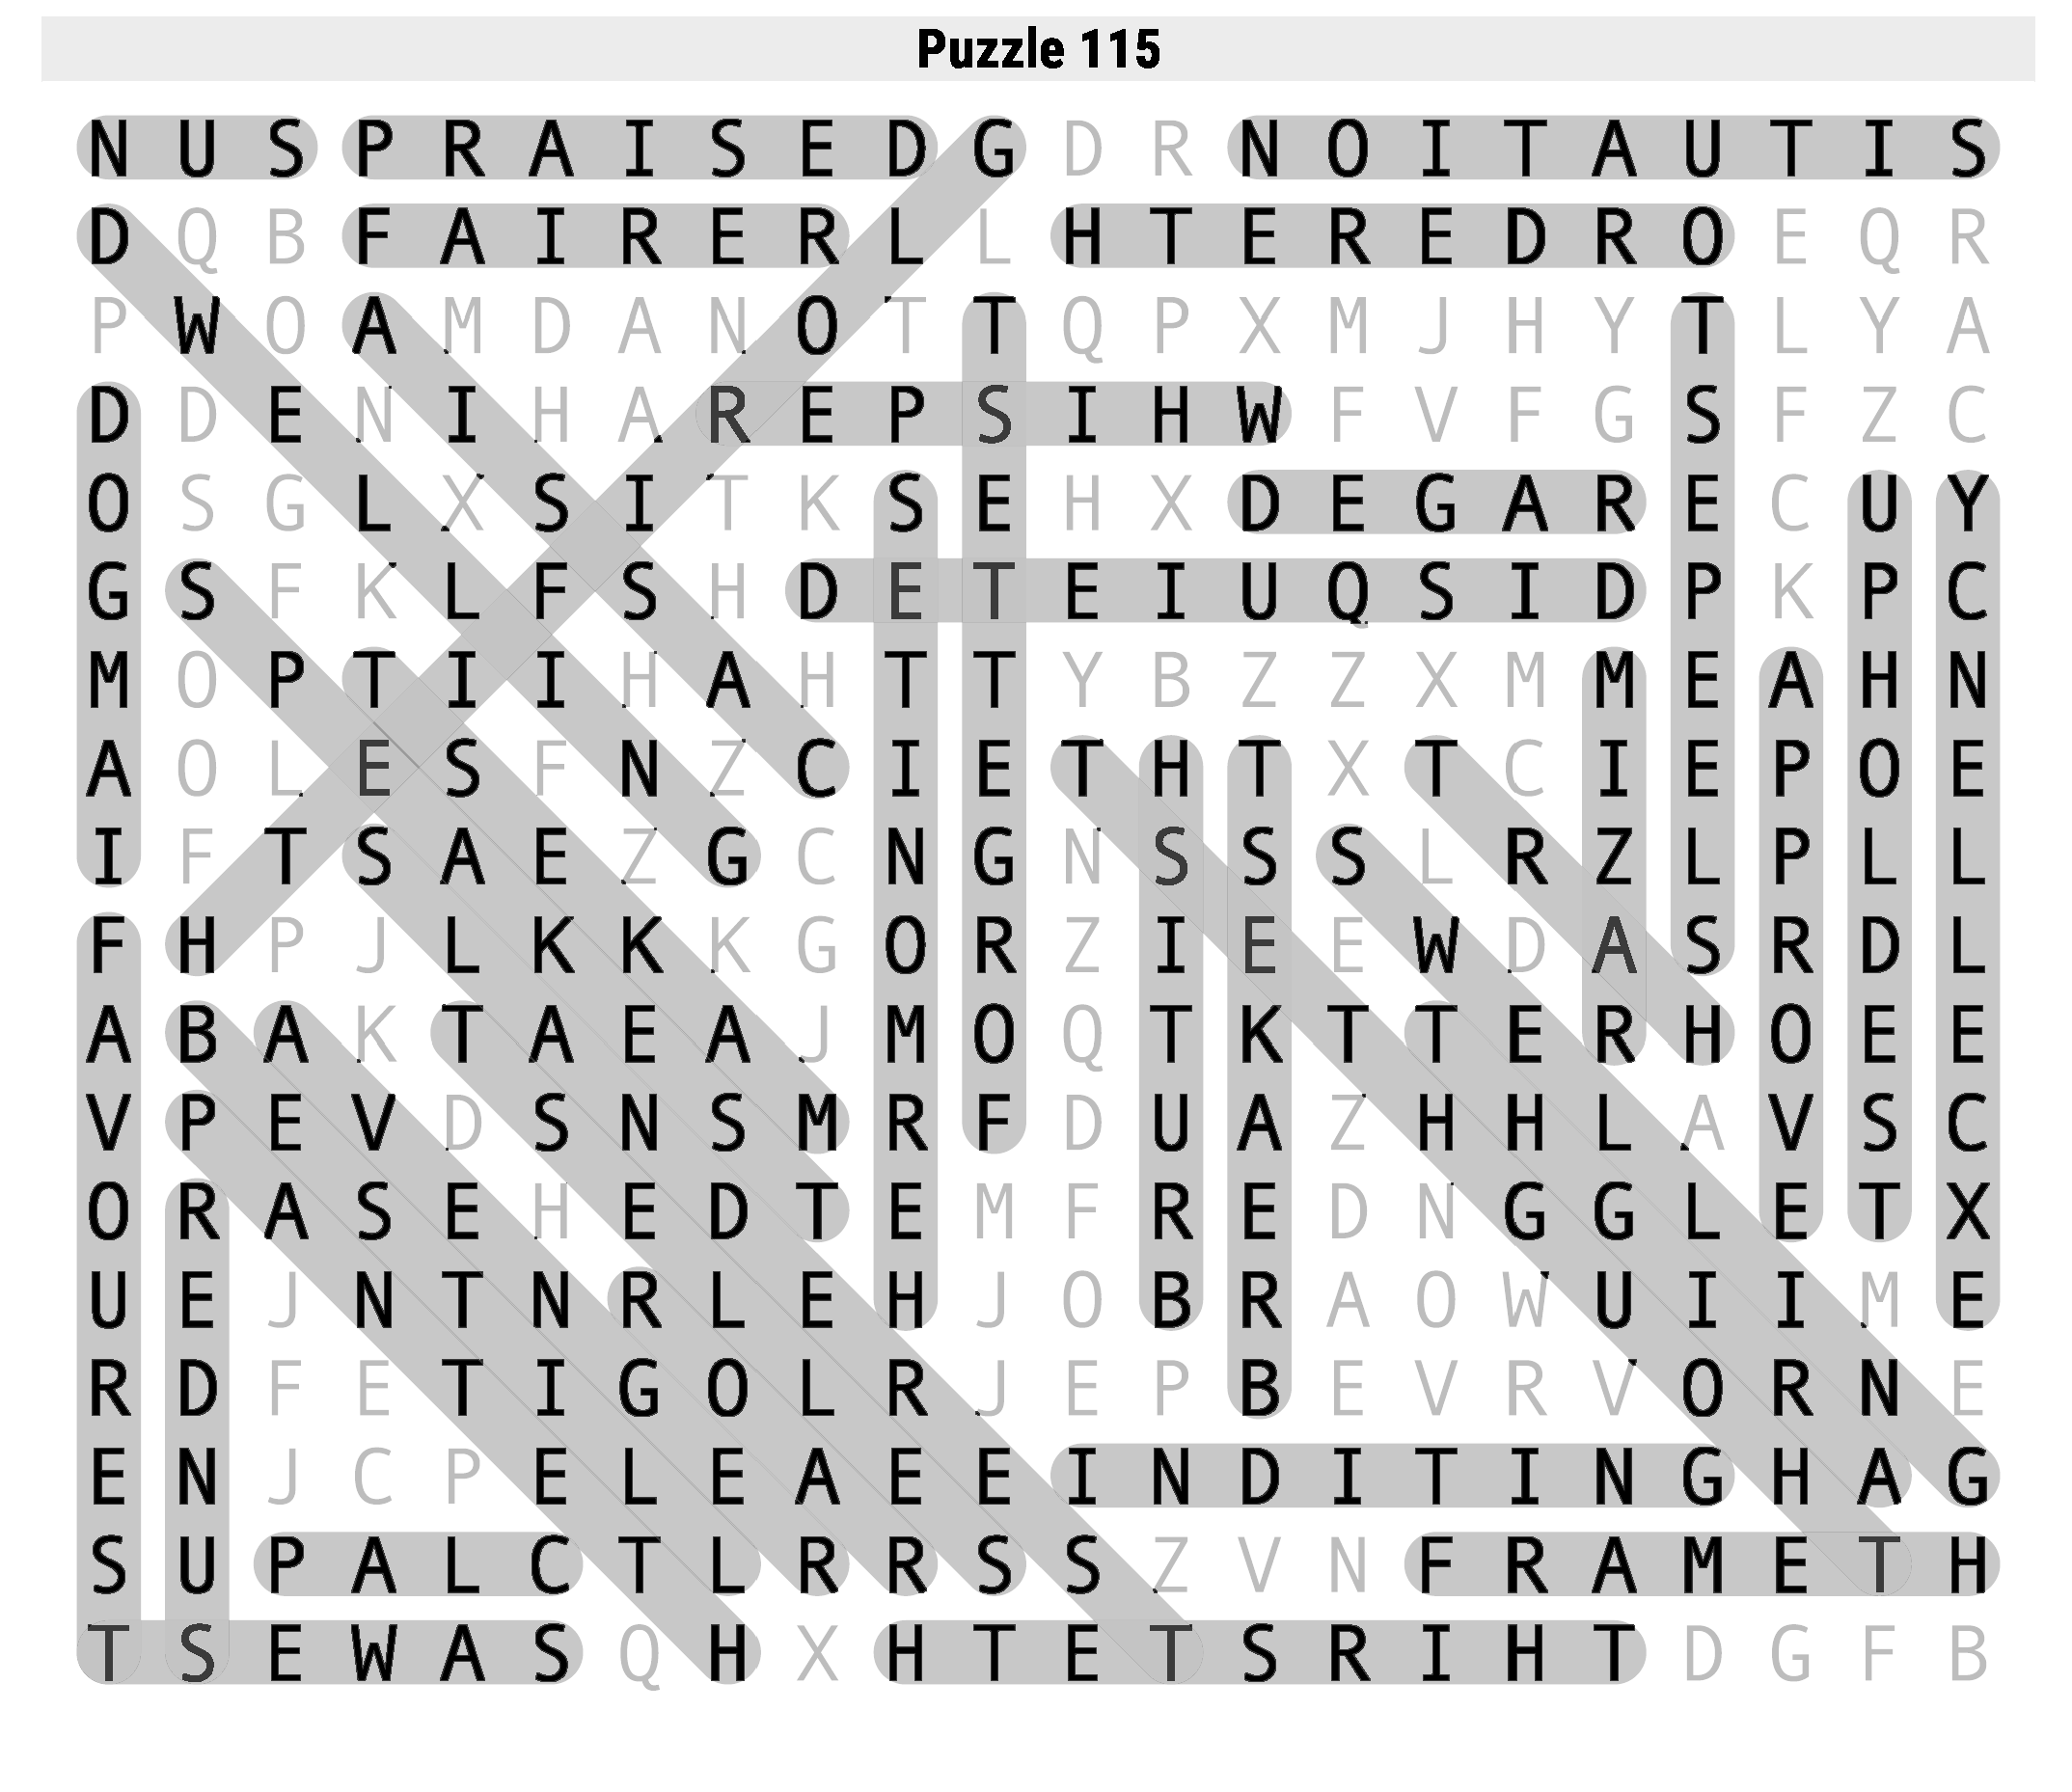 Puzzle 115
N U S P R A I S E D G D R N O I T A U T I S
D Q B F A I R E R L L H T E R E D R O E Q R
P W O A M D A N O T T Q P X M J H Y T L Y A
D D E N I H A R E P S I H W F V F G S F Z C
O S G L X S I T K S E H X D E G A R E C U Y
G S F K L F S H D E T E I U Q S I D P K P C
M O P T I I H A H T T Y B Z Z X M M E A H N
A O L E S F N Z C I E T H T X T C I E P O E
I F T S A E Z G C N G N S S S L R Z L P L L
F H P J L K K K G O R Z I E E W D A S R D L
A B A K T A E A J M O Q T K T T E R H O E E
V P E V D S N S M R F D U A Z H H L A V S C
O R A S E H E D T E M F R E D N G G L E T X
U E J N T N R L E H J O B R A O W U I I M E
R D F E T I G O L R J E P B E V R V O R N E
E N J C P E L E A E E I N D I T I N G H A G
S U P A L C T L R R S S Z V N F R A M E T H
T S E W A S Q H X H T E T S R I H T D G F B